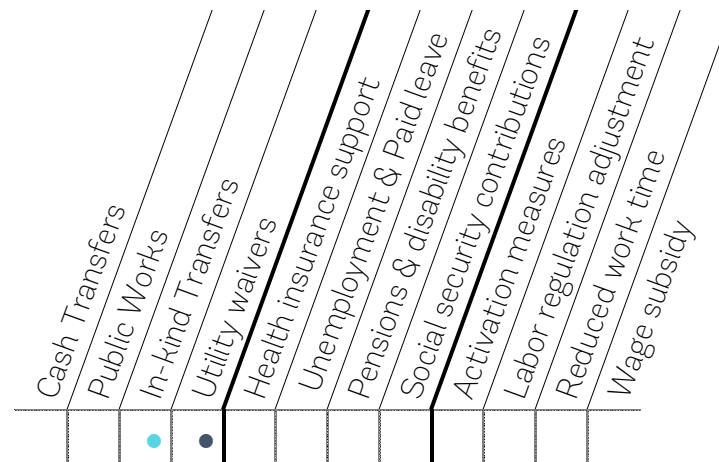 Cash Transfers
Public Works
In-kind Transfers
Utility waivers
Health insurance support
Unemployment & Paid leave
Pensions & disability benefits
Social security contributions
Activation measures
Labor regulation adjustment
Reduced work time
Wage subsidy